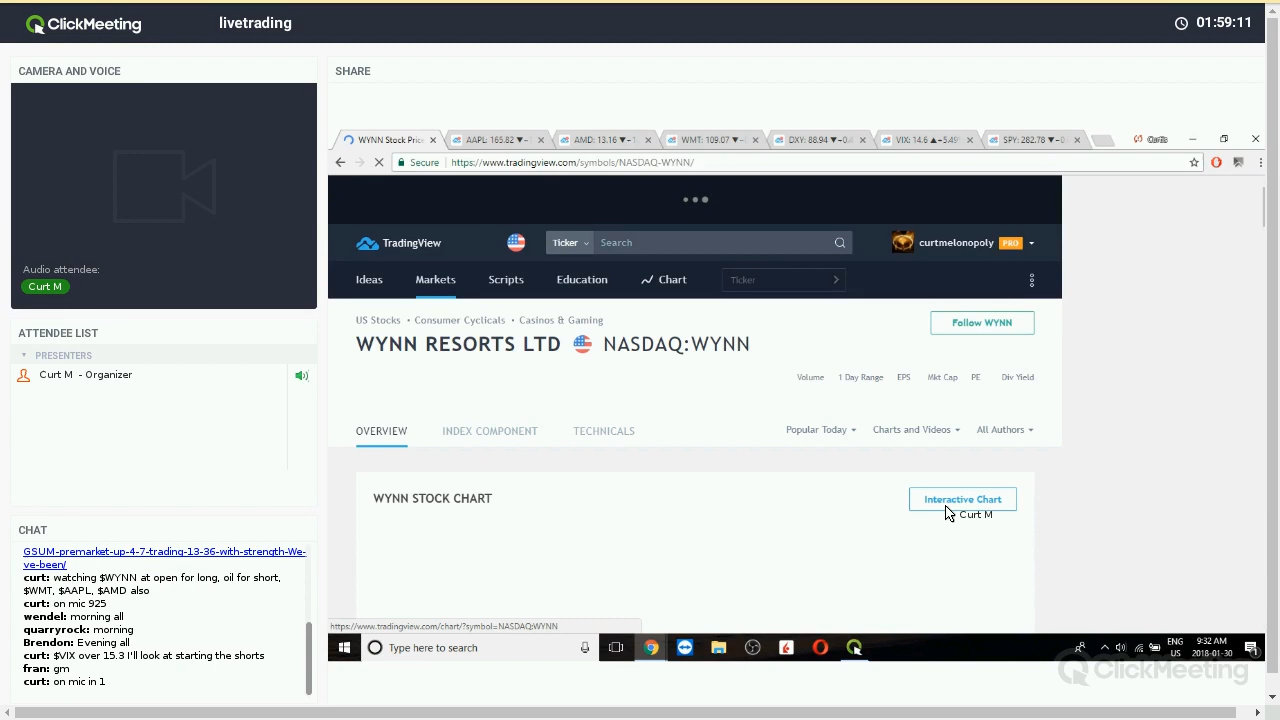 ClickMeeting
livetrading
01:59:11
CAMERA AND VOICE
Audio attendee:
Curt M
ATTENDEE LIST
PRESENTERS
Curt M - Organizer
CHAT
GSUM-premarket-up-4-7-trading-13-36-with-strength-We-
ve-been/
curt: watching $WYNN at open for long, oil for short,
$WMT, $AAPL, $AMD also
curt: on mic 925
wendel: morning all
quarryrock: morning
Brendon: Evening all
curt: $VIX over 15.3 I'll look at starting the shorts
fran: gm
curt: on mic in 1
SHARE
WYNN Stock Price
AAPL: 165.82 ▼−
AMD: 13.16 ▼−1
WMT: 109.07 ▼−
DXY: 88.94 ▼−0.
VIX: 14.6 ▲+5.49%
SPY: 282.78 ▼−0
Curtis
Secure
https://www.tradingview.com/symbols/NASDAQ-WYNN/
TradingView
Ticker
Search
curtmelonopoly
PRO
Ideas
Markets
Scripts
Education
Chart
Ticker
US Stocks
Consumer Cyclicals
Casinos & Gaming
Follow WYNN
WYNN RESORTS LTD
NASDAQ:WYNN
Volume
1 Day Range
EPS
Mkt Cap
PE
Div Yield
OVERVIEW
INDEX COMPONENT
TECHNICALS
Popular Today
Charts and Videos
All Authors
WYNN STOCK CHART
Interactive Chart
Curt M
https://www.tradingview.com/chart/?symbol=NASDAQ:WYNN
Type here to search
ENG
US
9:32 AM
2018-01-30
1
ClickMeeting